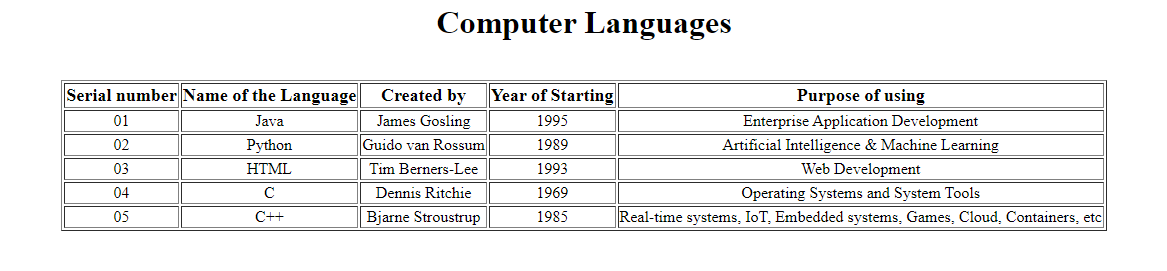 Computer Languages
Serial number Name of the Language Created by Year of Starting Purpose of using
01 Java James Gosling 1995 Enterprise Application Development
02 Python Guido van Rossum 1989 Artificial Intelligence & Machine Learning
03 HTML Tim Berners-Lee 1993 Web Development
04 C Dennis Ritchie 1969 Operating Systems and System Tools
05 C++ Bjarne Stroustrup 1985 Real-time systems, IoT, Embedded systems, Games, Cloud, Containers, etc